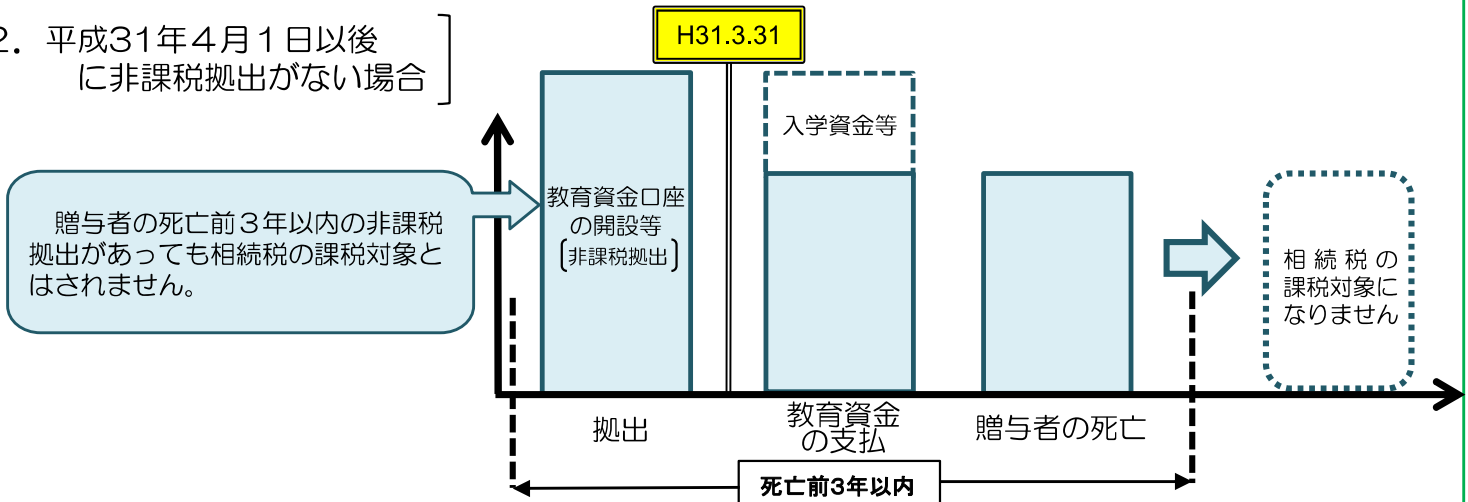 2．平成31年４月１日以後
に非課税拠出がない場合
H31.3.31
贈与者の死亡前３年以内の非課税
拠出があっても相続税の課税対象と
はされません。
教育資金口座
の開設等
〔非課税拠出〕
入学資金等
相続税の
課税対象に
なりません
拠出
教育資金
の支払
贈与者の死亡
死亡前3年以内